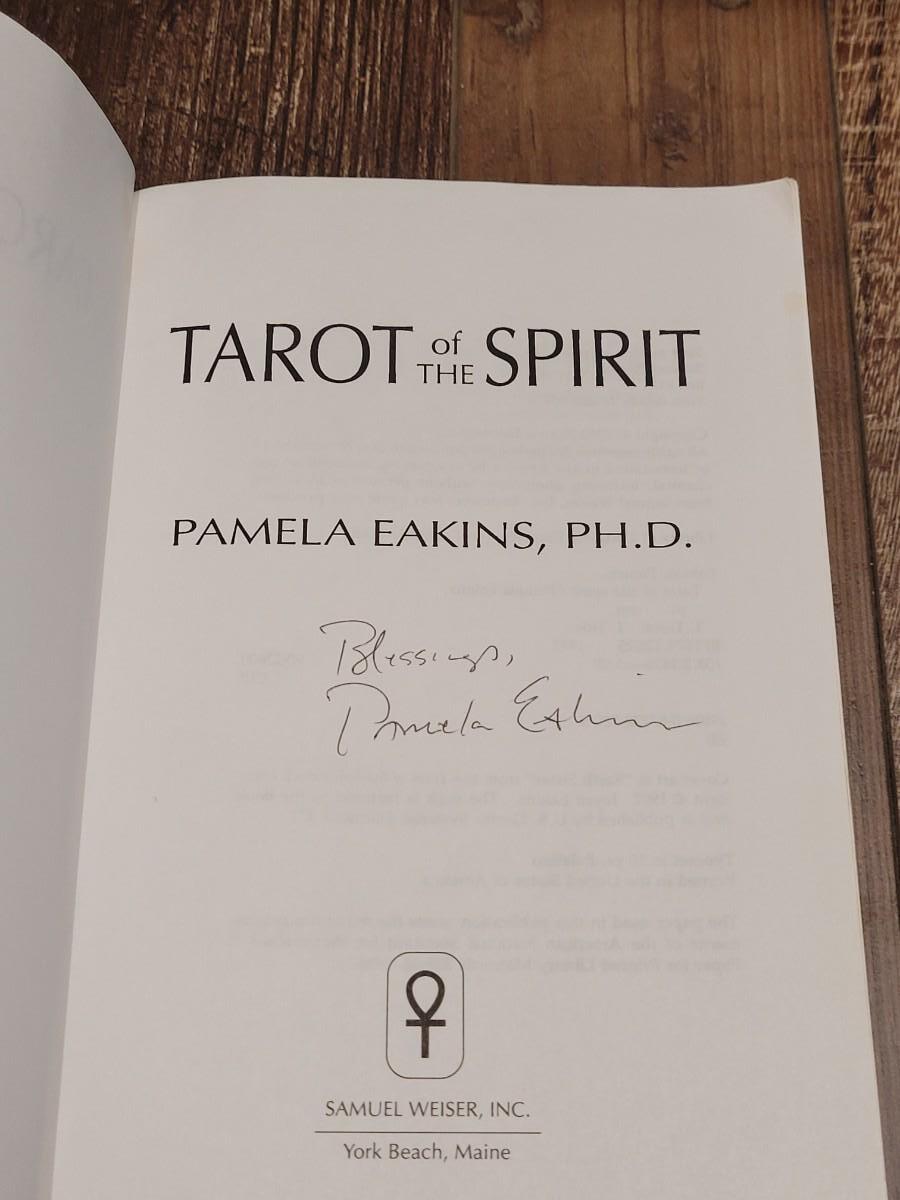 TAROT of THE SPIRIT
PAMELA EAKINS, PH.D.
Blessings,
Pamela Eakins
SAMUEL WEISER, INC.
York Beach, Maine